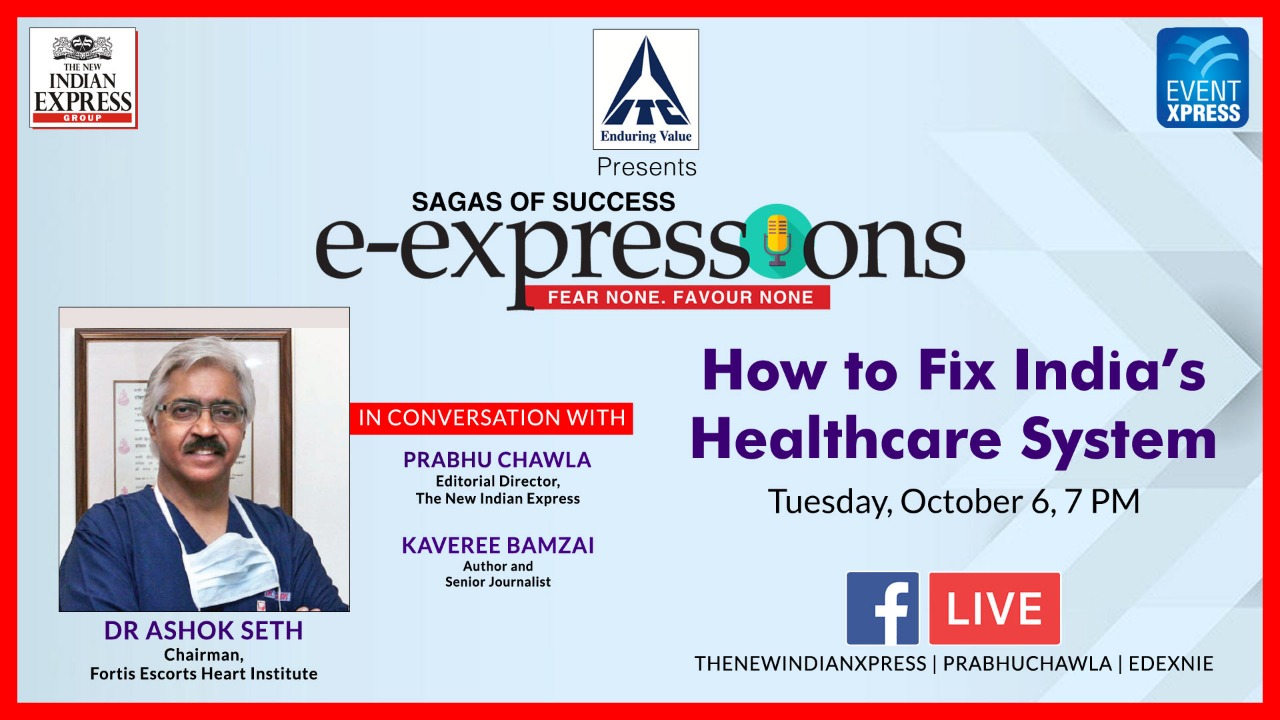 THE NEW
INDIAN
EXPRESS
GROUP
ITC
Enduring Value
Presents
EVENT
XPRESS
SAGAS OF SUCCESS
e-expressions
FEAR NONE. FAVOUR NONE
IN CONVERSATION WITH
PRABHU CHAWLA
Editorial Director,
The New Indian Express
KAVEREE BAMZAI
Author and
Senior Journalist
DR ASHOK SETH
Chairman,
Fortis Escorts Heart Institute
How to Fix India’s
Healthcare System
Tuesday, October 6, 7 PM
f LIVE
THENEWINDIANXPRESS | PRABHUCHAWLA | EDEXNIE